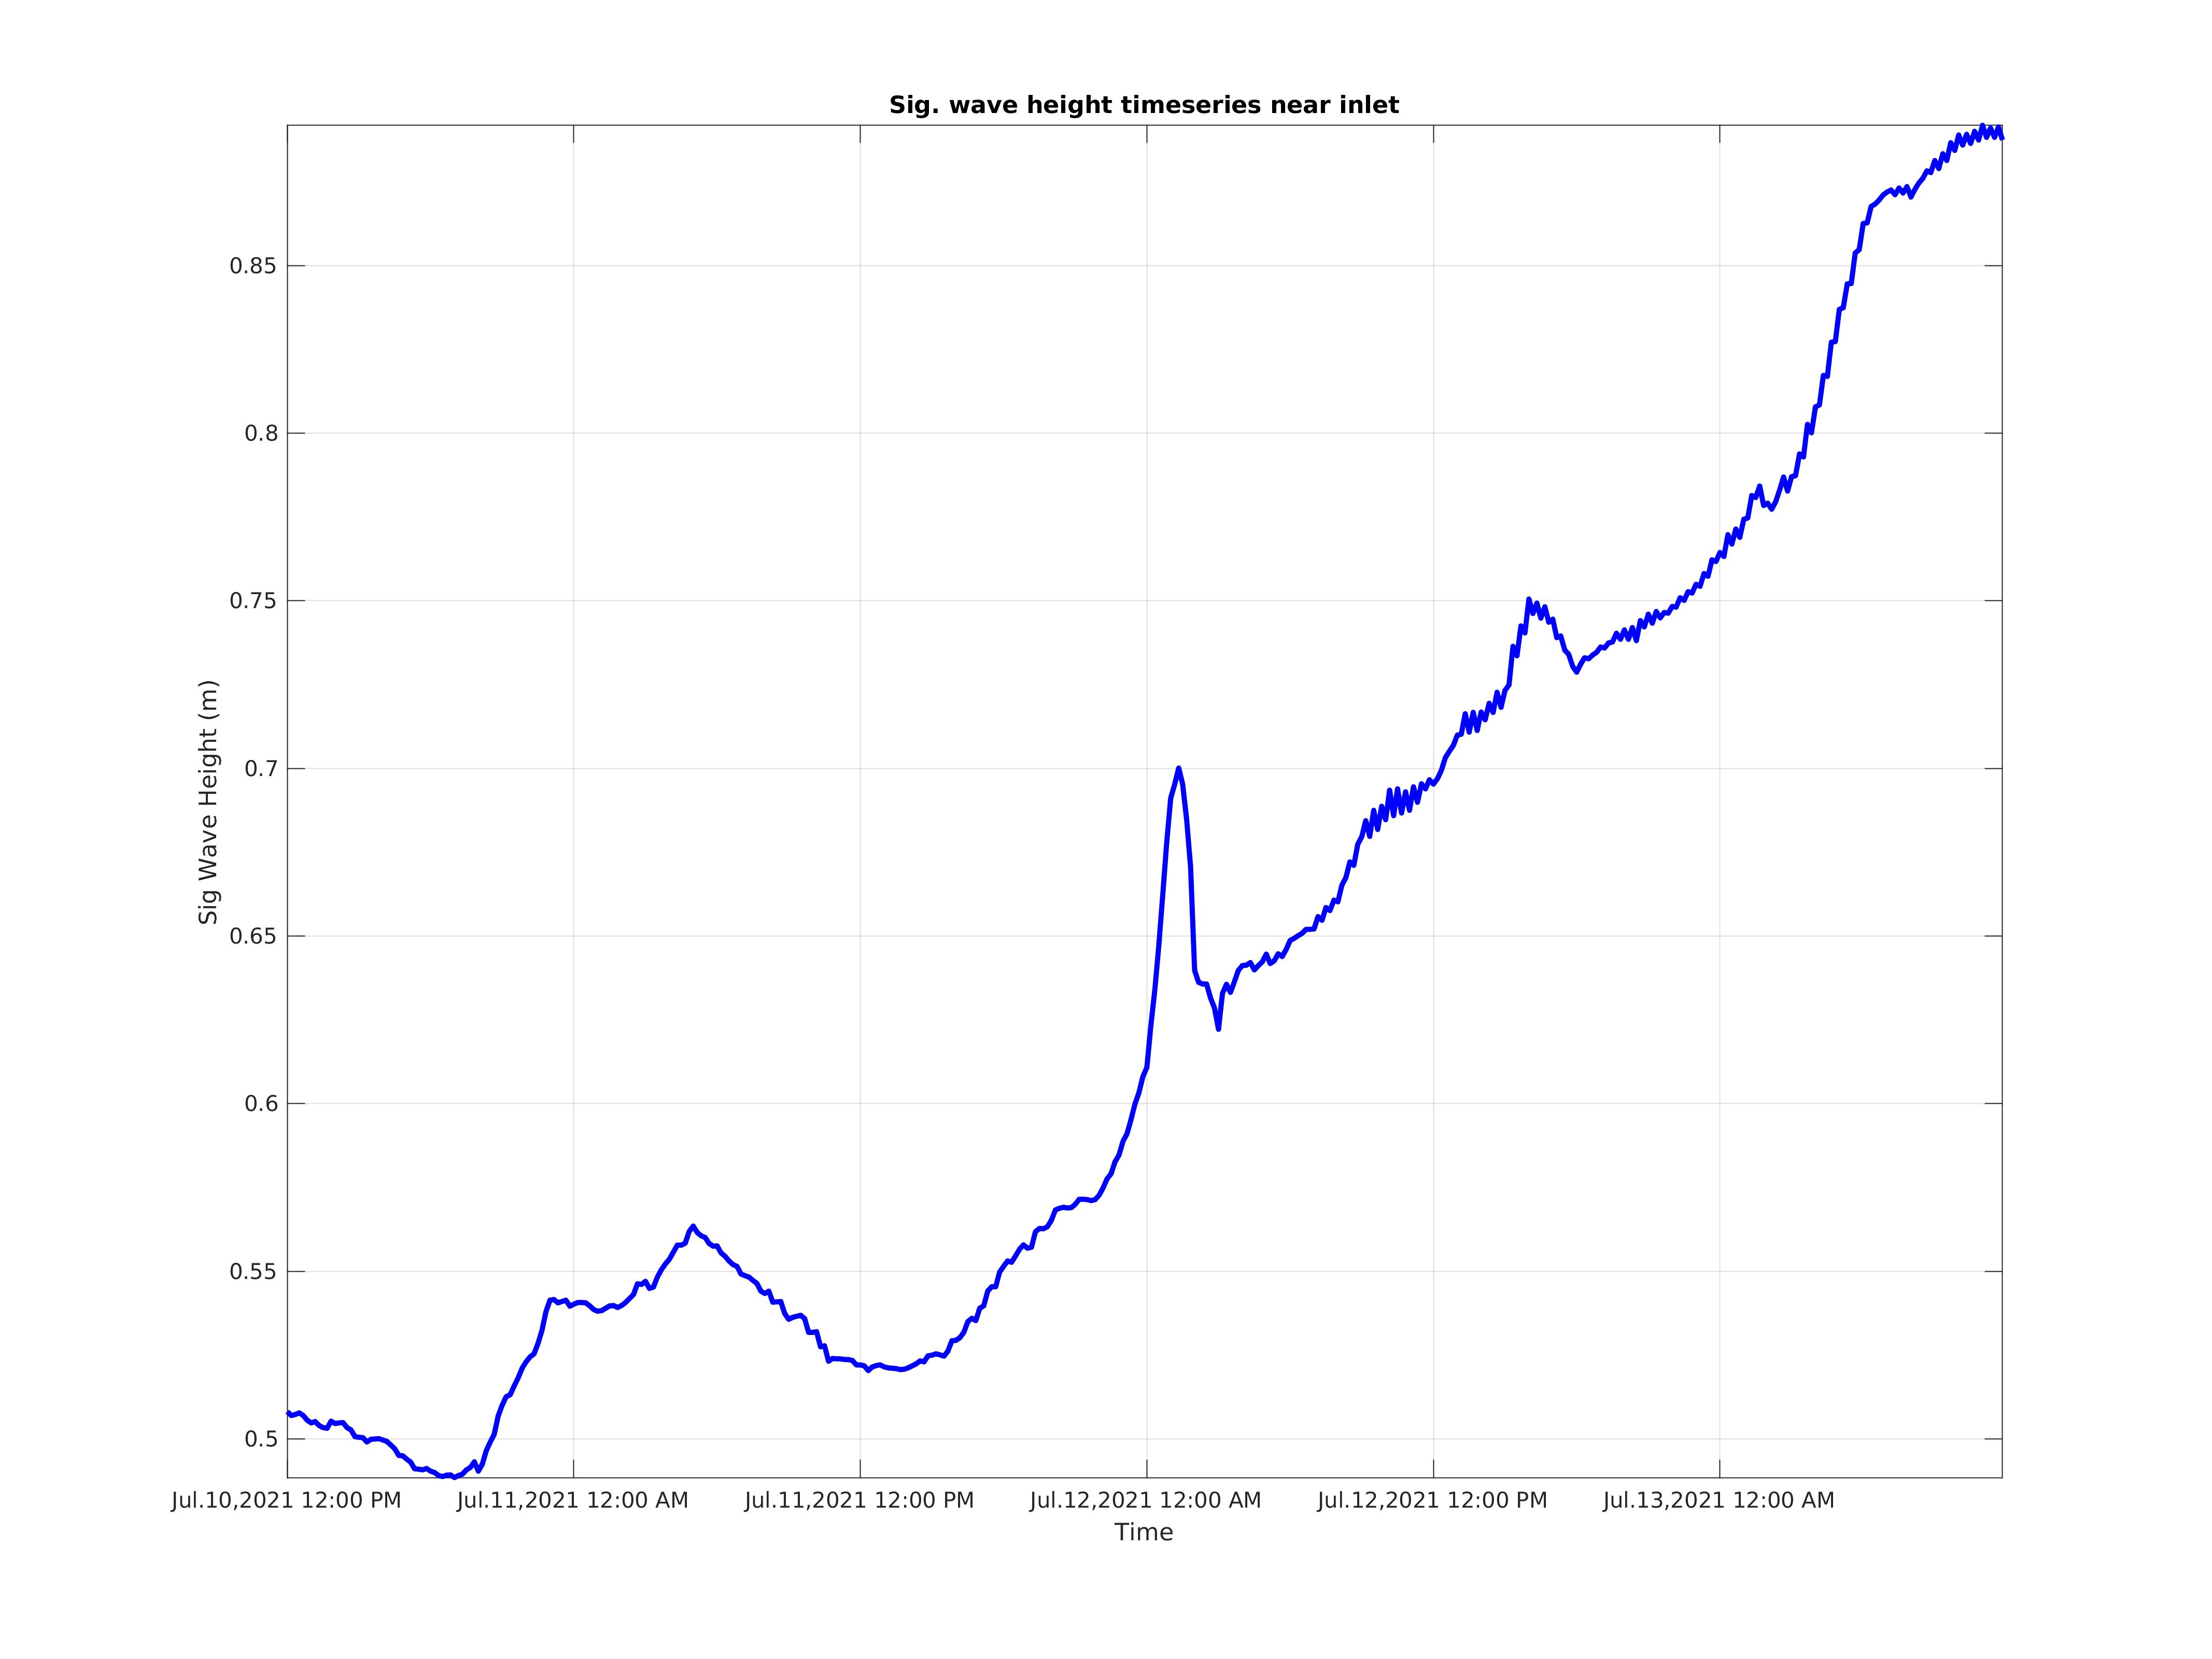 Sig. wave height timeseries near inlet
0.85
0.8
0.75
0.7
0.65
0.6
0.55
0.5
Sig Wave Height (m)
Jul.10,2021 12:00 PM
Jul.11,2021 12:00 AM
Jul.11,2021 12:00 PM
Jul.12,2021 12:00 AM
Jul.12,2021 12:00 PM
Jul.13,2021 12:00 AM
Time